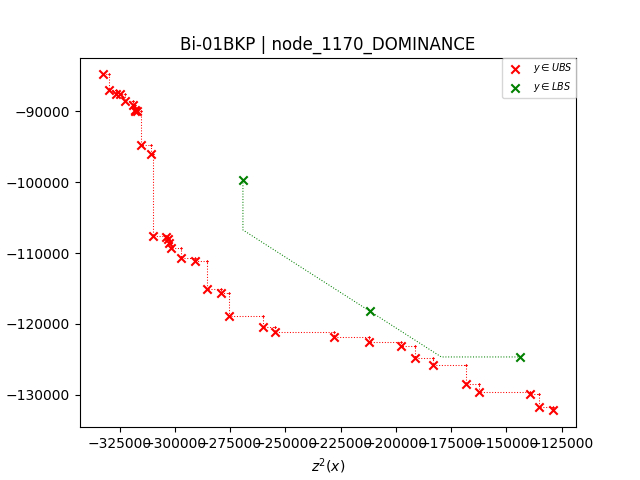 Bi-01BKP | node_1170_DOMINANCE
y ∈ UBS
y ∈ LBS
−90000
−100000
−110000
−120000
−130000
−325000 −300000 −275000 −250000 −225000 −200000 −175000 −150000 −125000
z²(x)